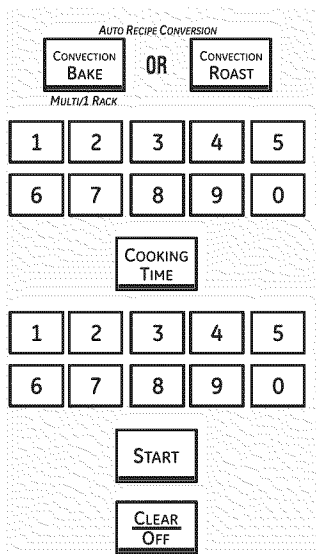 AUTO RECIPE CONVERSION
CONVECTION
BAKE
OR
CONVECTION
ROAST
MULTI/1 RACK
1 2 3 4 5
6 7 8 9 0
COOKING
TIME
1 2 3 4 5
6 7 8 9 0
START
CLEAR
OFF